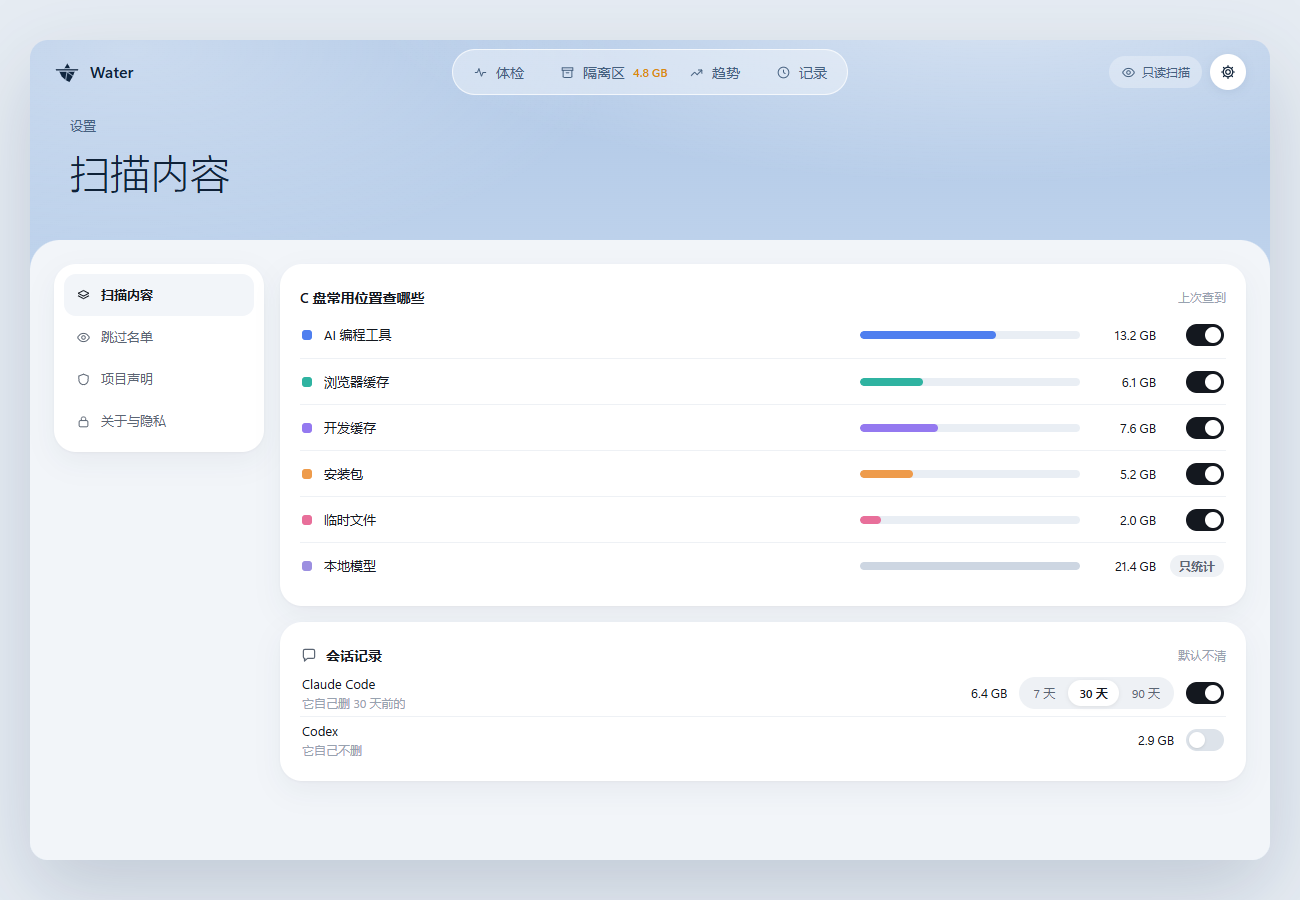 Water
体检
隔离区 4.8 GB
趋势
记录
只读扫描
设置
扫描内容
扫描内容
跳过名单
项目声明
关于与隐私
C 盘常用位置查哪些
上次查到
AI 编程工具
13.2 GB
浏览器缓存
6.1 GB
开发缓存
7.6 GB
安装包
5.2 GB
临时文件
2.0 GB
本地模型
21.4 GB
只统计
会话记录
默认不清
Claude Code
它自己删 30 天前的
6.4 GB
7 天
30 天
90 天
Codex
它自己不删
2.9 GB